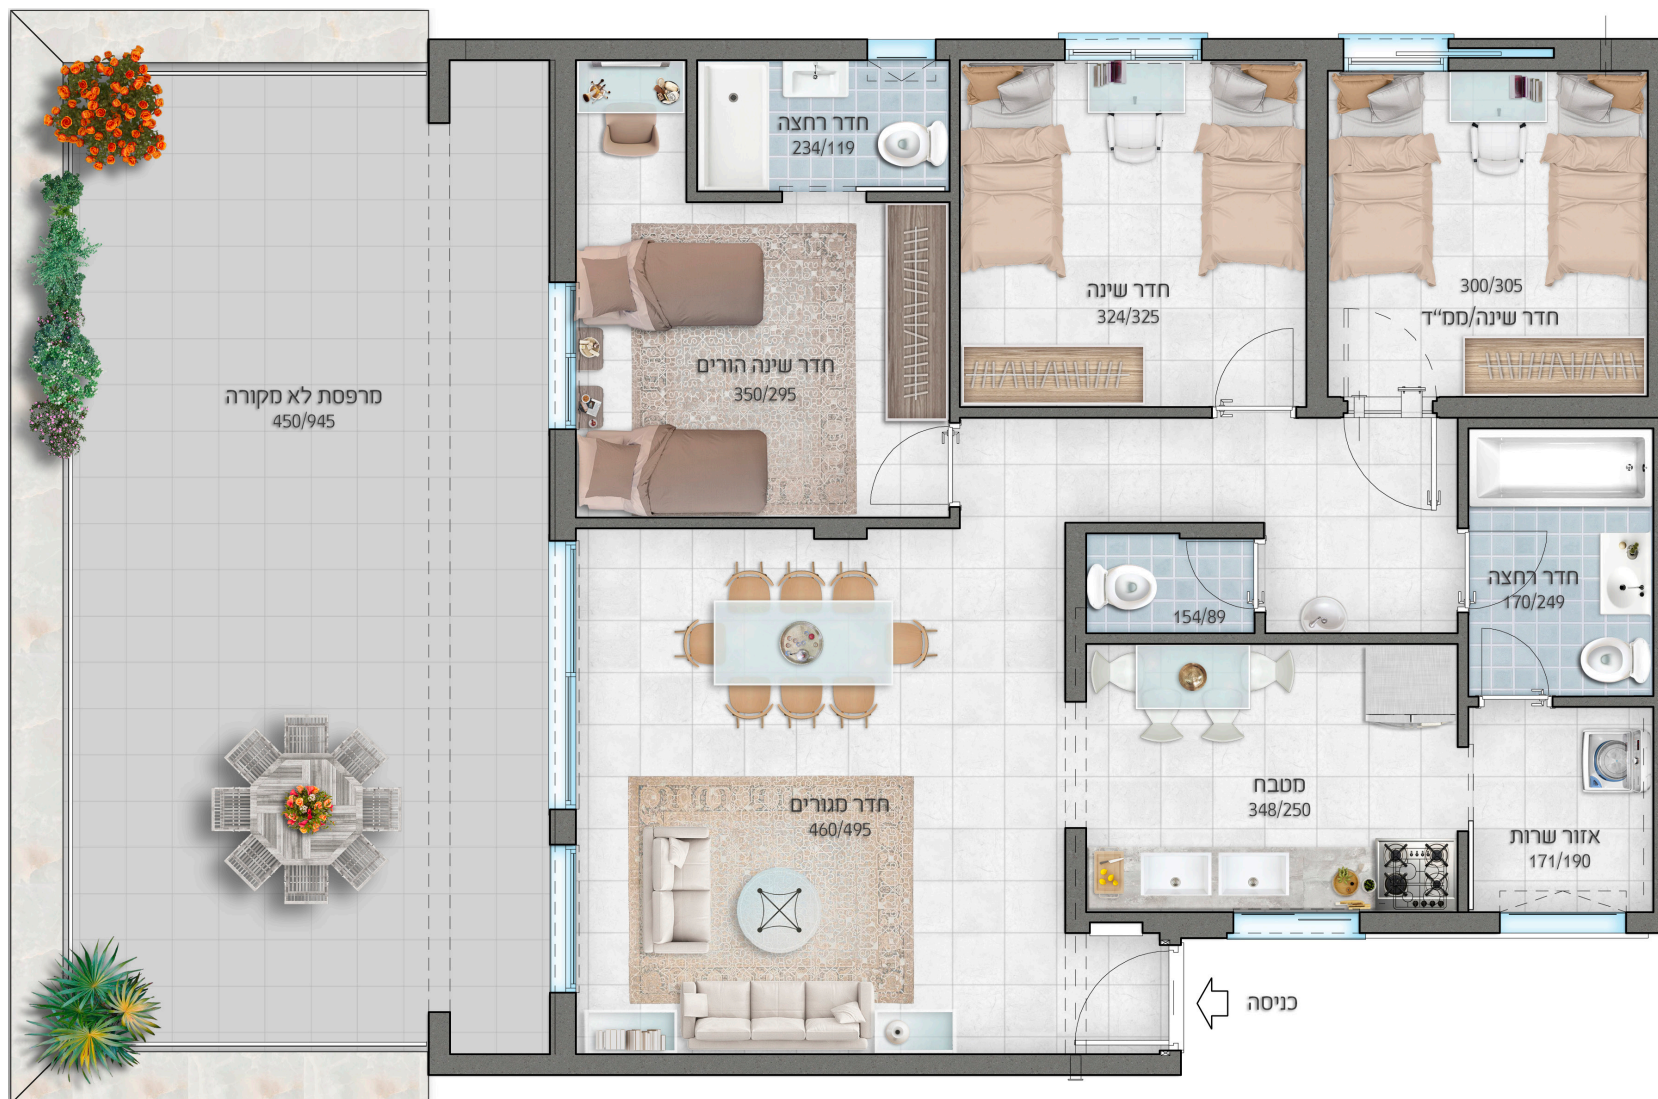 חדר רחצה
234/119
חדר שינה
324/325
300/305
חדר שינה/ממ"ד
חדר שינה הורים
350/295
מרפסת לא מקורה
450/945
חדר רחצה
170/249
154/89
מטבח
348/250
חדר מגורים
460/495
אזור שרות
171/190
כניסה